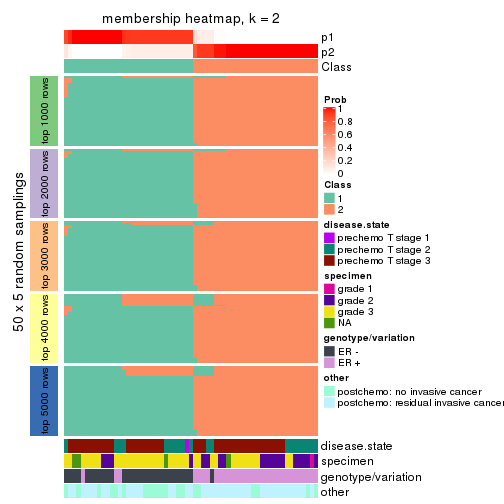 membership heatmap, k = 2
p1
p2
Class
50 x 5 random samplings
top 1000 rows
top 2000 rows
top 3000 rows
top 4000 rows
top 5000 rows
Prob
1
0.8
0.6
0.4
0.2
0
Class
1
2
disease.state
prechemo T stage 1
prechemo T stage 2
prechemo T stage 3
specimen
grade 1
grade 2
grade 3
NA
genotype/variation
ER -
ER +
other
postchemo: no invasive cancer
postchemo: residual invasive cancer
disease.state
specimen
genotype/variation
other